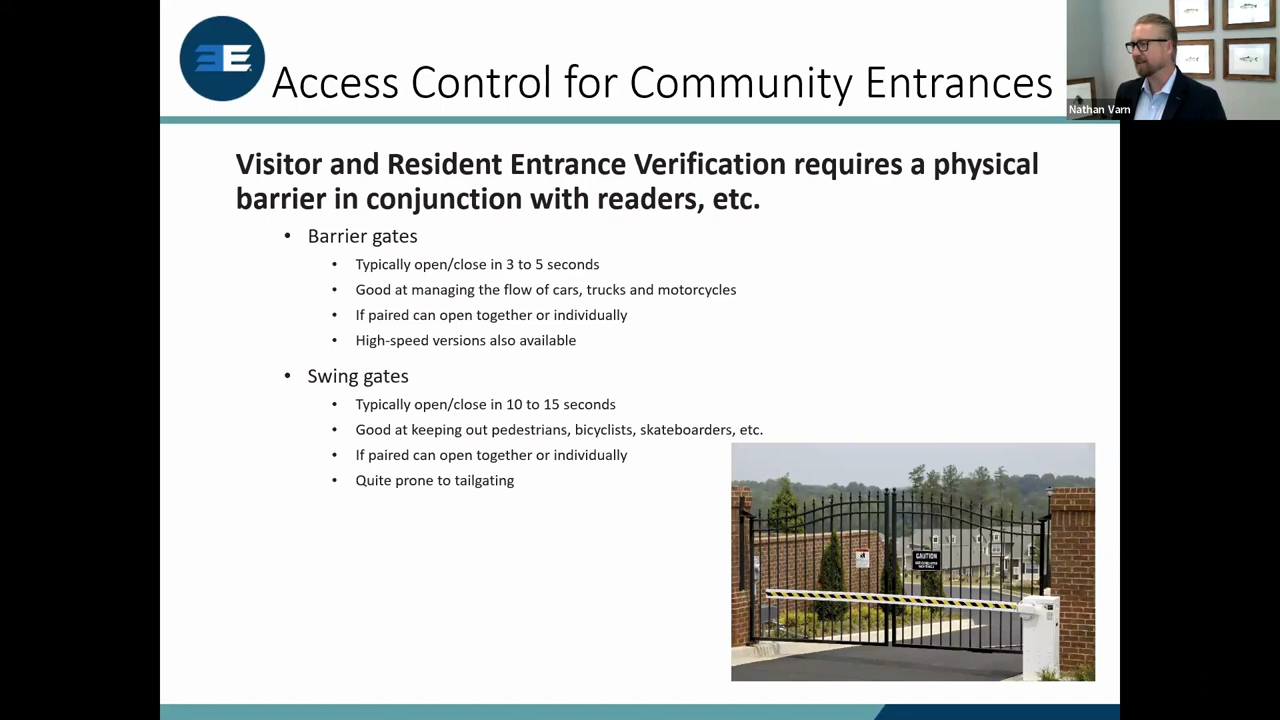 Access Control for Community Entrances
Nathan Varn
Visitor and Resident Entrance Verification requires a physical
barrier in conjunction with readers, etc.
• Barrier gates
• Typically open/close in 3 to 5 seconds
• Good at managing the flow of cars, trucks and motorcycles
• If paired can open together or individually
• High-speed versions also available
• Swing gates
• Typically open/close in 10 to 15 seconds
• Good at keeping out pedestrians, bicyclists, skateboarders, etc.
• If paired can open together or individually
• Quite prone to tailgating
CAUTION